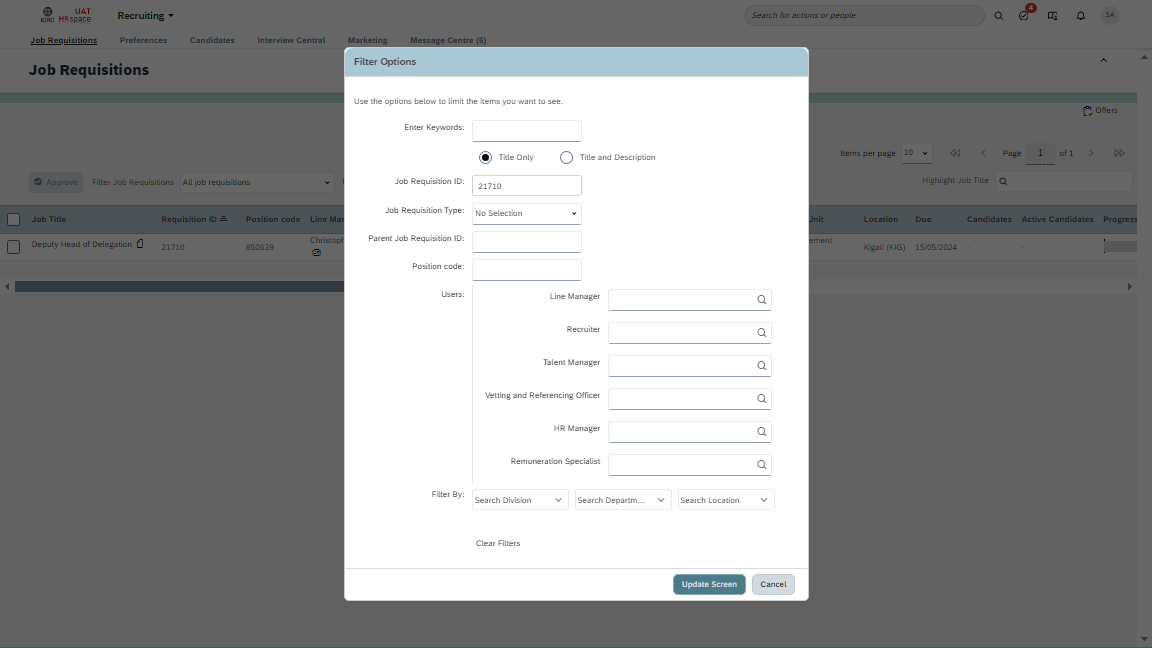 UAT
ICRC HRspace
Recruiting
Search for actions or people
4
SA
Job Requisitions Preferences Candidates Interview Central Marketing Message Centre (6)
Job Requisitions
Offers
Items per page 10 Page 1 of 1
Approve Filter Job Requisitions All job requisitions Highlight Job Title
Job Title Requisition ID Position code Line Mar Unit Location Due Candidates Active Candidates Progress
Deputy Head of Delegation 21710 850639 Christoph ement Kigali (KIG) 15/05/2024 - -
Filter Options
Use the options below to limit the items you want to see.
Enter Keywords:
Title Only Title and Description
Job Requisition ID: 21710
Job Requisition Type: No Selection
Parent Job Requisition ID:
Position code:
Users: Line Manager
Recruiter
Talent Manager
Vetting and Referencing Officer
HR Manager
Remuneration Specialist
Filter By: Search Division Search Departm... Search Location
Clear Filters
Update Screen Cancel